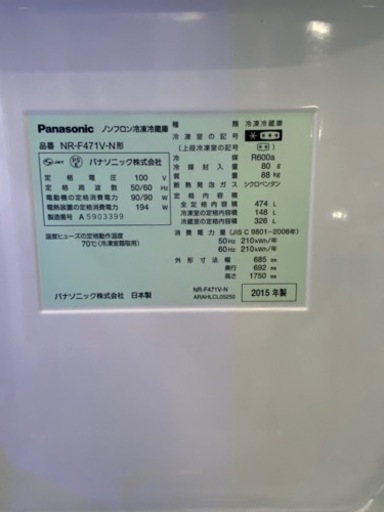 Panasonic ノンフロン冷凍冷蔵庫
品番 NR-F471V-N形
JET PSE パナソニック株式会社
定格電圧 100 V
定格周波数 50/60 Hz
電動機の定格消費電力 90/90 W
電熱装置の定格消費電力 194 W
製造番号 A 5903399
温度ヒューズの定格動作温度
70℃(冷凍室霜取用)
パナソニック株式会社 日本製
種類 冷凍冷蔵庫
冷凍室の記号
(上段冷凍室の記号)
冷媒 R600a
冷媒封入量 80 g
質量 88 kg
断熱発泡ガス シクロペンタン
定格内容積
全定格内容積 474 L
冷凍室の定格内容積 148 L
冷蔵室の定格内容積 326 L
消費電力量(JIS C 9801-2006年)
50Hz 210 kWh/年
60Hz 210 kWh/年
外形寸法 幅 685 mm
奥行 692 mm
高さ 1750 mm
NR-F471V-N
ARAHLCL05250
2015 年製